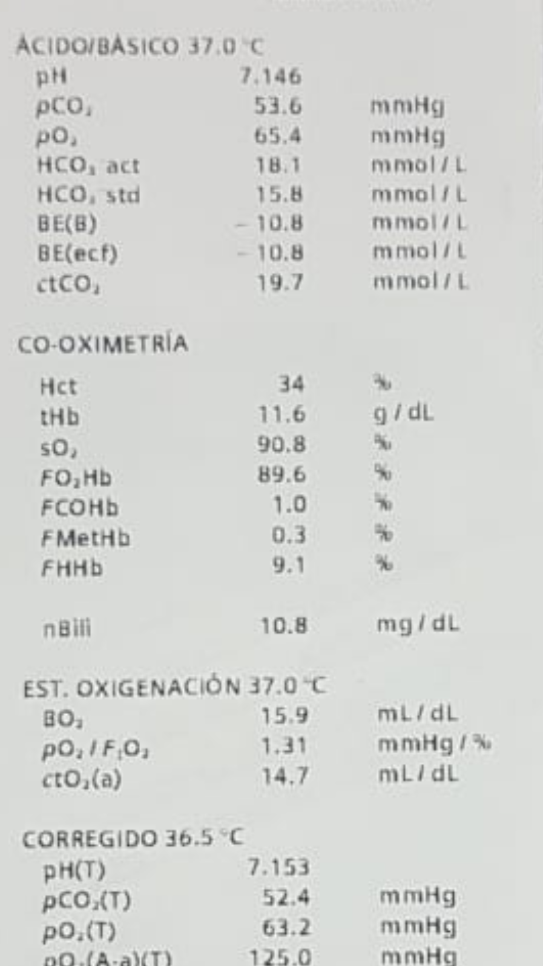 ÁCIDO/BÁSICO 37.0 °C
pH 7.146
pCO₂ 53.6 mmHg
pO₂ 65.4 mmHg
HCO₃ act 18.1 mmol / L
HCO₃ std 15.8 mmol / L
BE(B) – 10.8 mmol / L
BE(ecf) – 10.8 mmol / L
ctCO₂ 19.7 mmol / L
CO-OXIMETRÍA
Hct 34 %
tHb 11.6 g / dL
sO₂ 90.8 %
FO₂Hb 89.6 %
FCOHb 1.0 %
FMetHb 0.3 %
FHHb 9.1 %
nBili 10.8 mg / dL
EST. OXIGENACIÓN 37.0 °C
BO₂ 15.9 mL / dL
pO₂ / FᵢO₂ 1.31 mmHg / %
ctO₂(a) 14.7 mL / dL
CORREGIDO 36.5 °C
pH(T) 7.153
pCO₂(T) 52.4 mmHg
pO₂(T) 63.2 mmHg
pO₂(A-a)(T) 125.0 mmHg